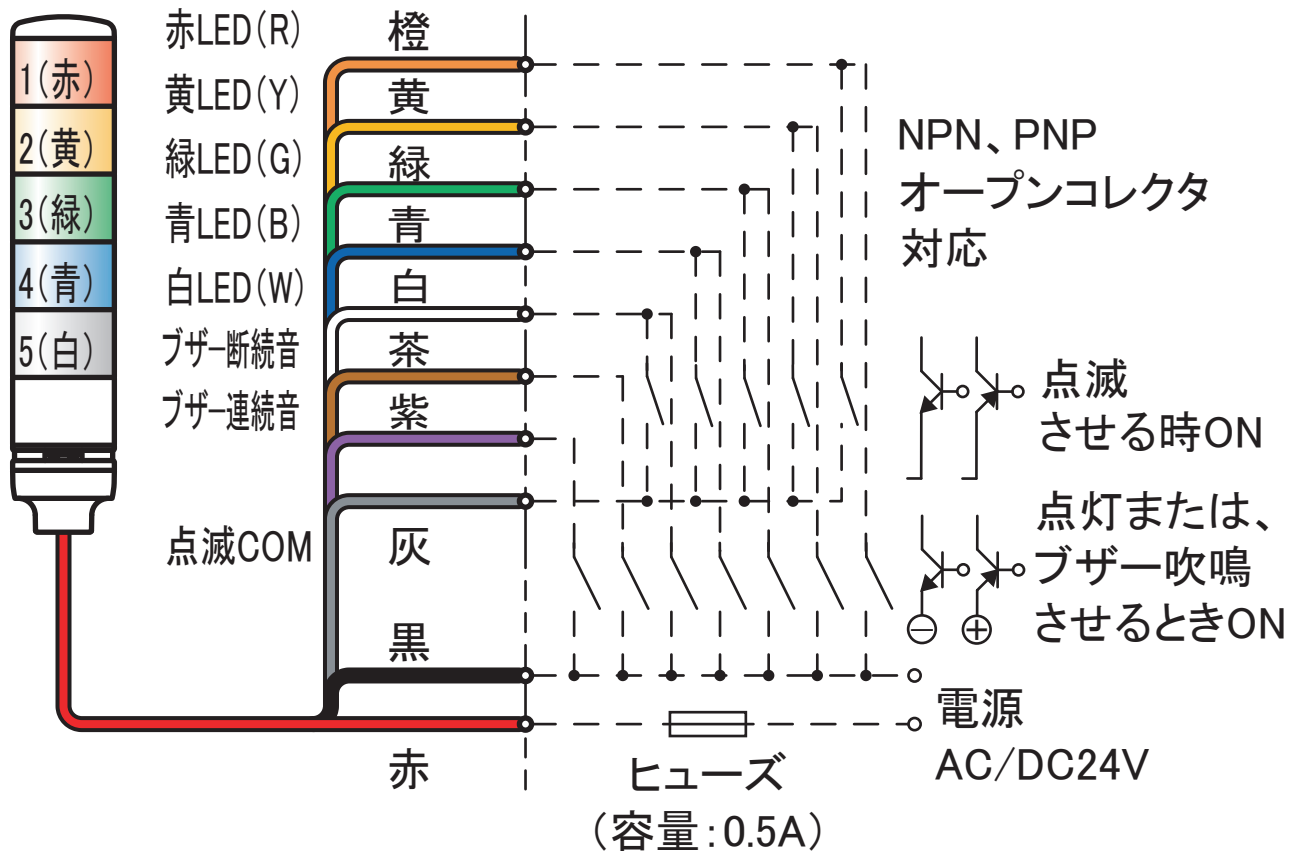 1(赤)
2(黄)
3(緑)
4(青)
5(白)
赤LED(R)
橙
黄LED(Y)
黄
緑LED(G)
緑
青LED(B)
青
白LED(W)
白
ブザー断続音
茶
ブザー連続音
紫
点滅COM
灰
黒
赤
NPN、PNP
オープンコレクタ
対応
点滅
させる時ON
点灯または、
ブザー吹鳴
させるときON
電源
AC/DC24V
ヒューズ
(容量:0.5A)